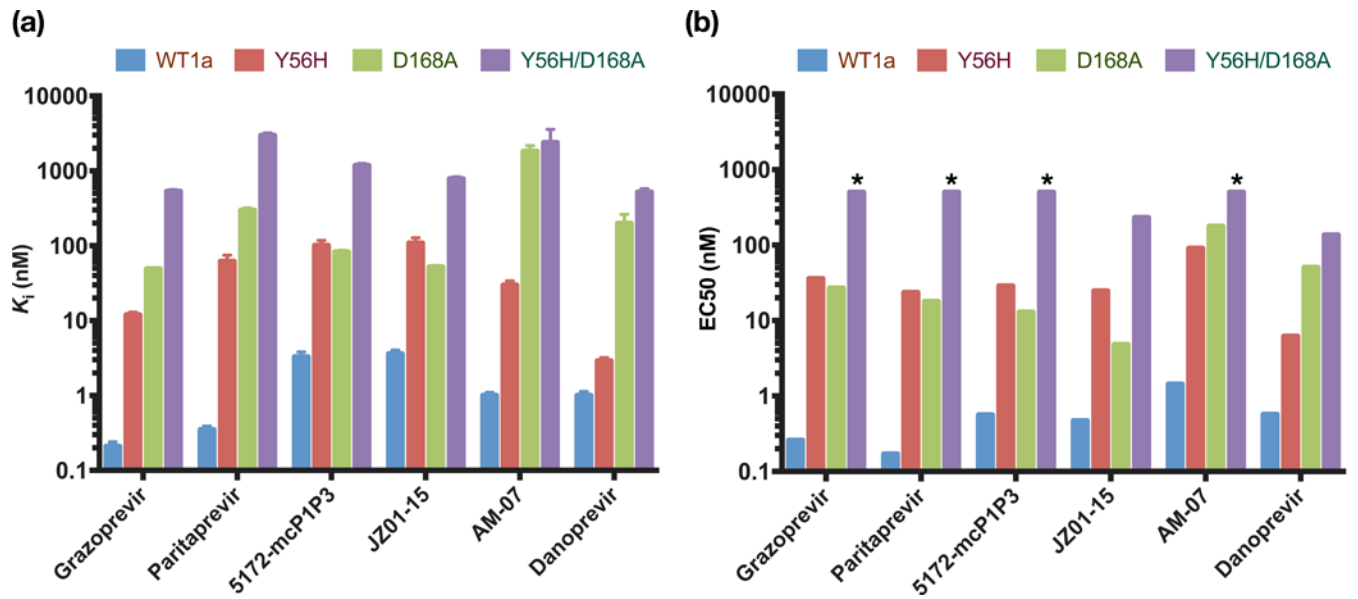 (a)
WT1a Y56H D168A Y56H/D168A
10000
1000
100
10
1
0.1
Ki (nM)
Grazoprevir
Paritaprevir
5172-mcP1P3
JZ01-15
AM-07
Danoprevir
(b)
WT1a Y56H D168A Y56H/D168A
10000
1000
100
10
1
0.1
EC50 (nM)
* * * *
Grazoprevir
Paritaprevir
5172-mcP1P3
JZ01-15
AM-07
Danoprevir